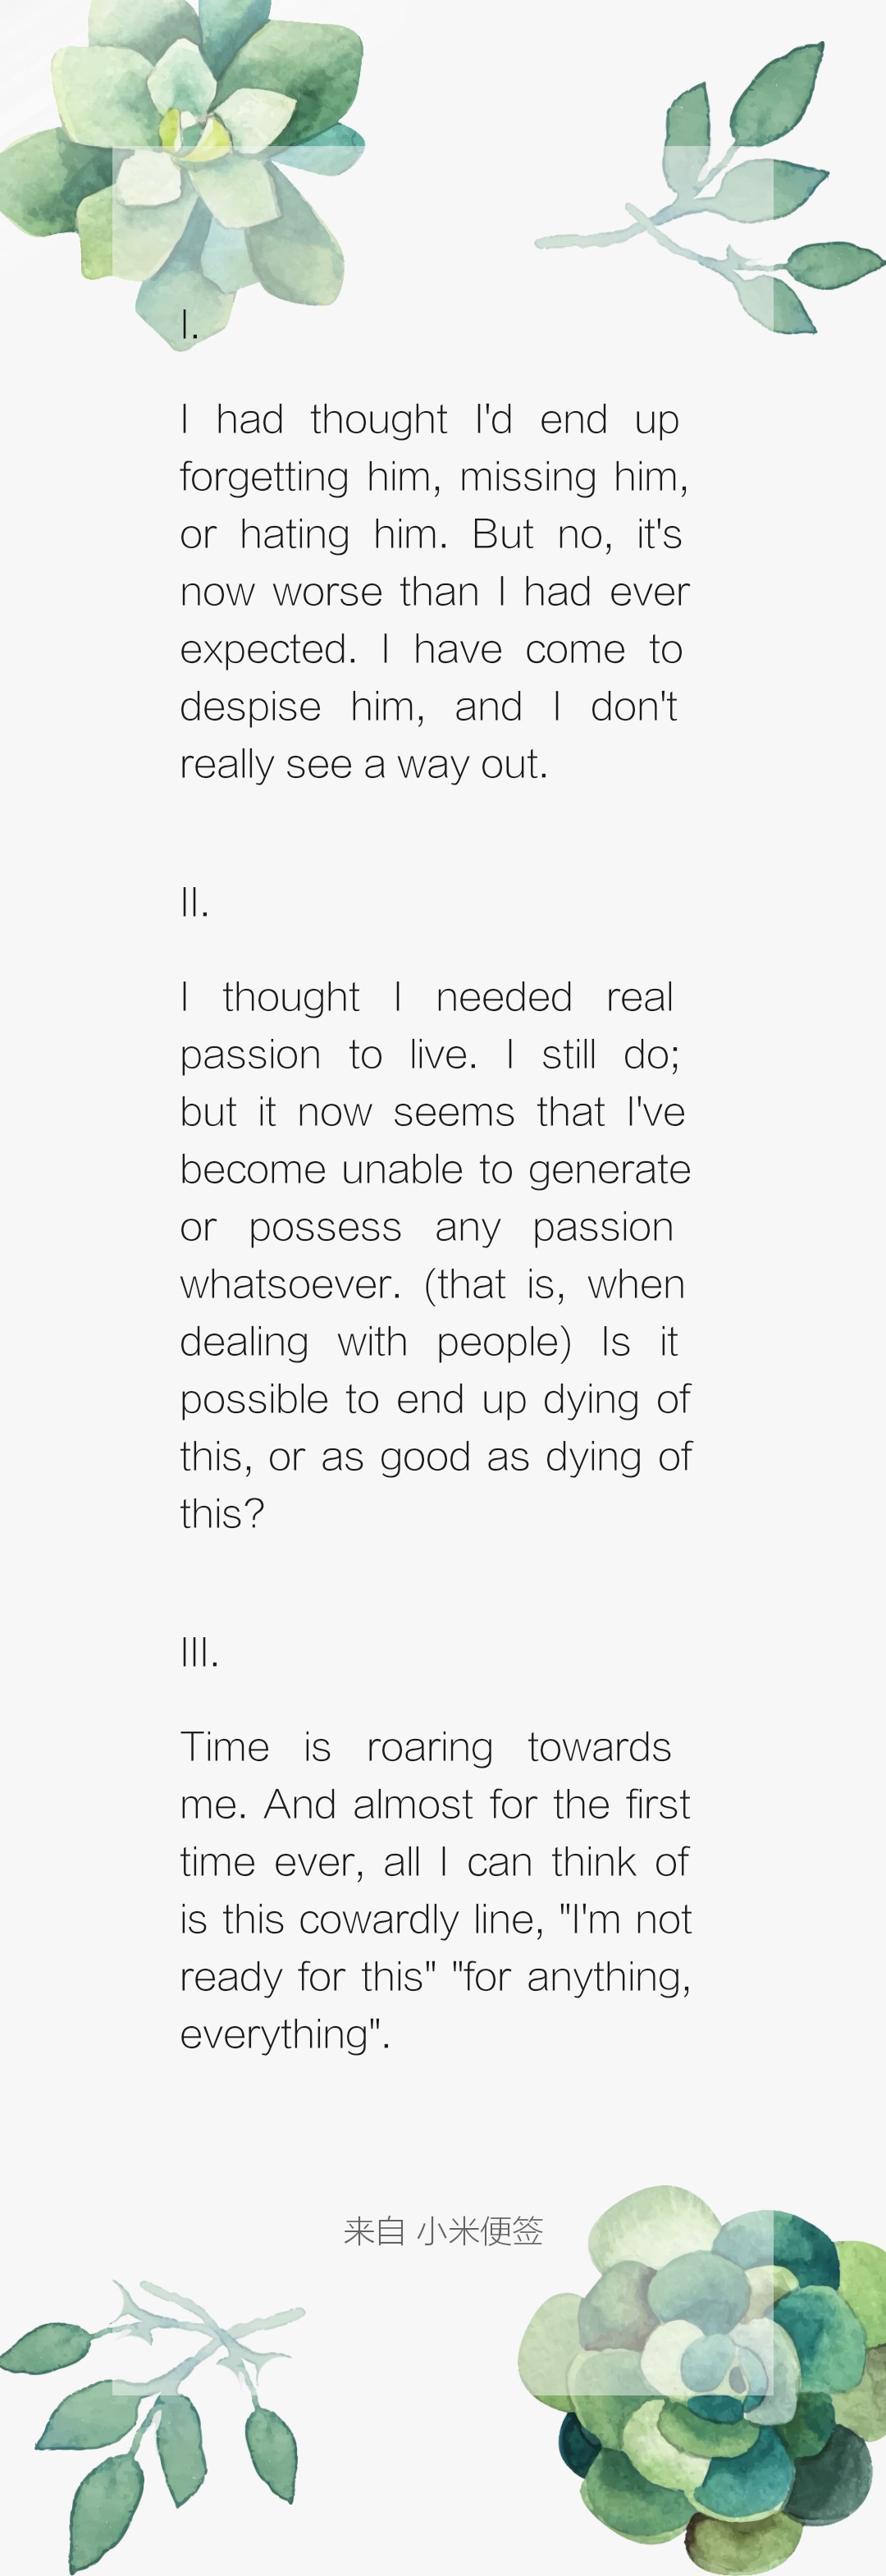 I.
I had thought I'd end up
forgetting him, missing him,
or hating him. But no, it's
now worse than I had ever
expected. I have come to
despise him, and I don't
really see a way out.
II.
I thought I needed real
passion to live. I still do;
but it now seems that I've
become unable to generate
or possess any passion
whatsoever. (that is, when
dealing with people) Is it
possible to end up dying of
this, or as good as dying of
this?
III.
Time is roaring towards
me. And almost for the first
time ever, all I can think of
is this cowardly line, "I'm not
ready for this" "for anything,
everything".
来自 小米便签